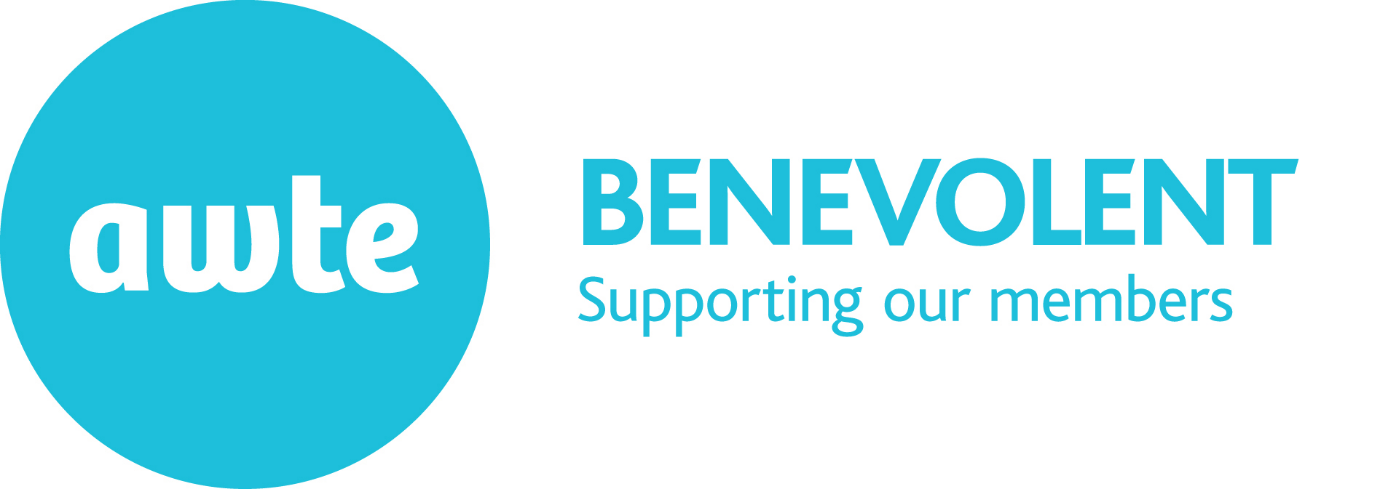 awte
BENEVOLENT
Supporting our members